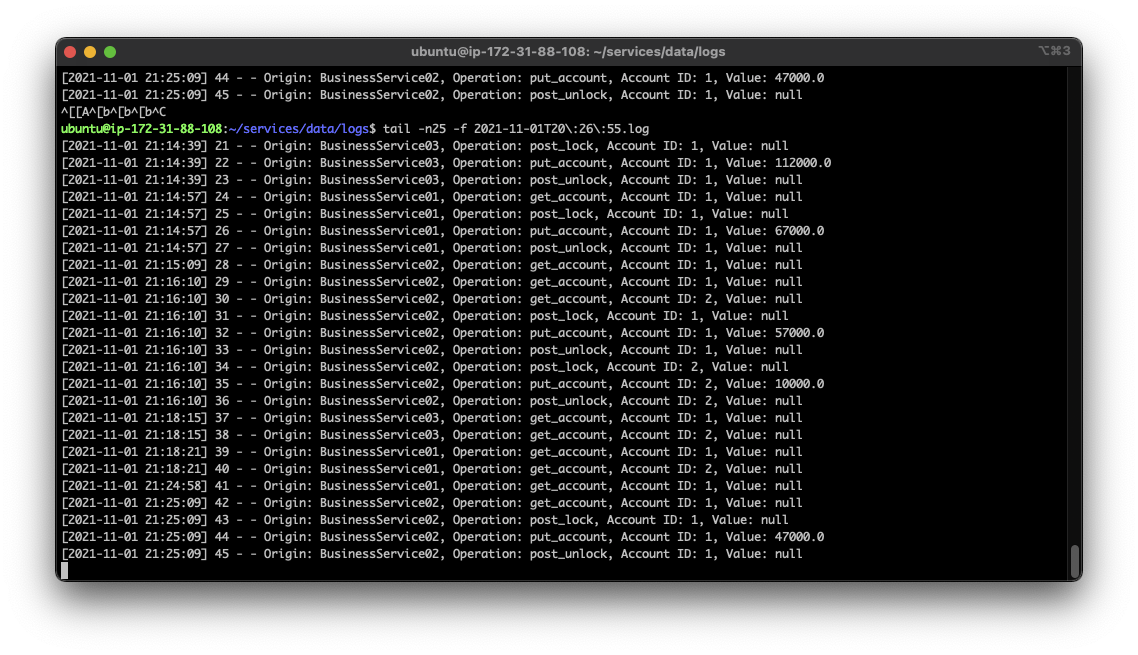 ubuntu@ip-172-31-88-108: ~/services/data/logs ⌥⌘3
[2021-11-01 21:25:09] 44 - - Origin: BusinessService02, Operation: put_account, Account ID: 1, Value: 47000.0
[2021-11-01 21:25:09] 45 - - Origin: BusinessService02, Operation: post_unlock, Account ID: 1, Value: null
^[[A^[b^[b^[b^C
ubuntu@ip-172-31-88-108:~/services/data/logs$ tail -n25 -f 2021-11-01T20\:26\:55.log
[2021-11-01 21:14:39] 21 - - Origin: BusinessService03, Operation: post_lock, Account ID: 1, Value: null
[2021-11-01 21:14:39] 22 - - Origin: BusinessService03, Operation: put_account, Account ID: 1, Value: 112000.0
[2021-11-01 21:14:39] 23 - - Origin: BusinessService03, Operation: post_unlock, Account ID: 1, Value: null
[2021-11-01 21:14:57] 24 - - Origin: BusinessService01, Operation: get_account, Account ID: 1, Value: null
[2021-11-01 21:14:57] 25 - - Origin: BusinessService01, Operation: post_lock, Account ID: 1, Value: null
[2021-11-01 21:14:57] 26 - - Origin: BusinessService01, Operation: put_account, Account ID: 1, Value: 67000.0
[2021-11-01 21:14:57] 27 - - Origin: BusinessService01, Operation: post_unlock, Account ID: 1, Value: null
[2021-11-01 21:15:09] 28 - - Origin: BusinessService02, Operation: get_account, Account ID: 1, Value: null
[2021-11-01 21:16:10] 29 - - Origin: BusinessService02, Operation: get_account, Account ID: 1, Value: null
[2021-11-01 21:16:10] 30 - - Origin: BusinessService02, Operation: get_account, Account ID: 2, Value: null
[2021-11-01 21:16:10] 31 - - Origin: BusinessService02, Operation: post_lock, Account ID: 1, Value: null
[2021-11-01 21:16:10] 32 - - Origin: BusinessService02, Operation: put_account, Account ID: 1, Value: 57000.0
[2021-11-01 21:16:10] 33 - - Origin: BusinessService02, Operation: post_unlock, Account ID: 1, Value: null
[2021-11-01 21:16:10] 34 - - Origin: BusinessService02, Operation: post_lock, Account ID: 2, Value: null
[2021-11-01 21:16:10] 35 - - Origin: BusinessService02, Operation: put_account, Account ID: 2, Value: 10000.0
[2021-11-01 21:16:10] 36 - - Origin: BusinessService02, Operation: post_unlock, Account ID: 2, Value: null
[2021-11-01 21:18:15] 37 - - Origin: BusinessService03, Operation: get_account, Account ID: 1, Value: null
[2021-11-01 21:18:15] 38 - - Origin: BusinessService03, Operation: get_account, Account ID: 2, Value: null
[2021-11-01 21:18:21] 39 - - Origin: BusinessService01, Operation: get_account, Account ID: 1, Value: null
[2021-11-01 21:18:21] 40 - - Origin: BusinessService01, Operation: get_account, Account ID: 2, Value: null
[2021-11-01 21:24:58] 41 - - Origin: BusinessService01, Operation: get_account, Account ID: 1, Value: null
[2021-11-01 21:25:09] 42 - - Origin: BusinessService02, Operation: get_account, Account ID: 1, Value: null
[2021-11-01 21:25:09] 43 - - Origin: BusinessService02, Operation: post_lock, Account ID: 1, Value: null
[2021-11-01 21:25:09] 44 - - Origin: BusinessService02, Operation: put_account, Account ID: 1, Value: 47000.0
[2021-11-01 21:25:09] 45 - - Origin: BusinessService02, Operation: post_unlock, Account ID: 1, Value: null